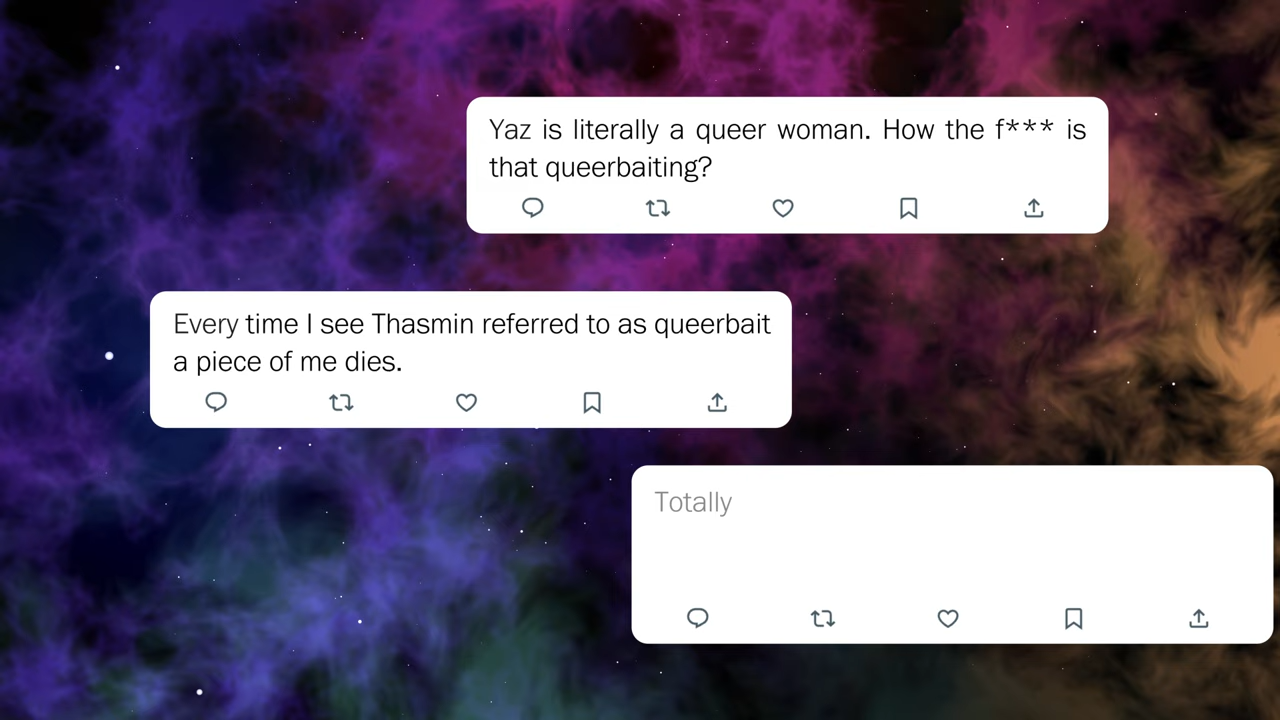 Yaz is literally a queer woman. How the f*** is
that queerbaiting?
Every time I see Thasmin referred to as queerbait
a piece of me dies.
Totally